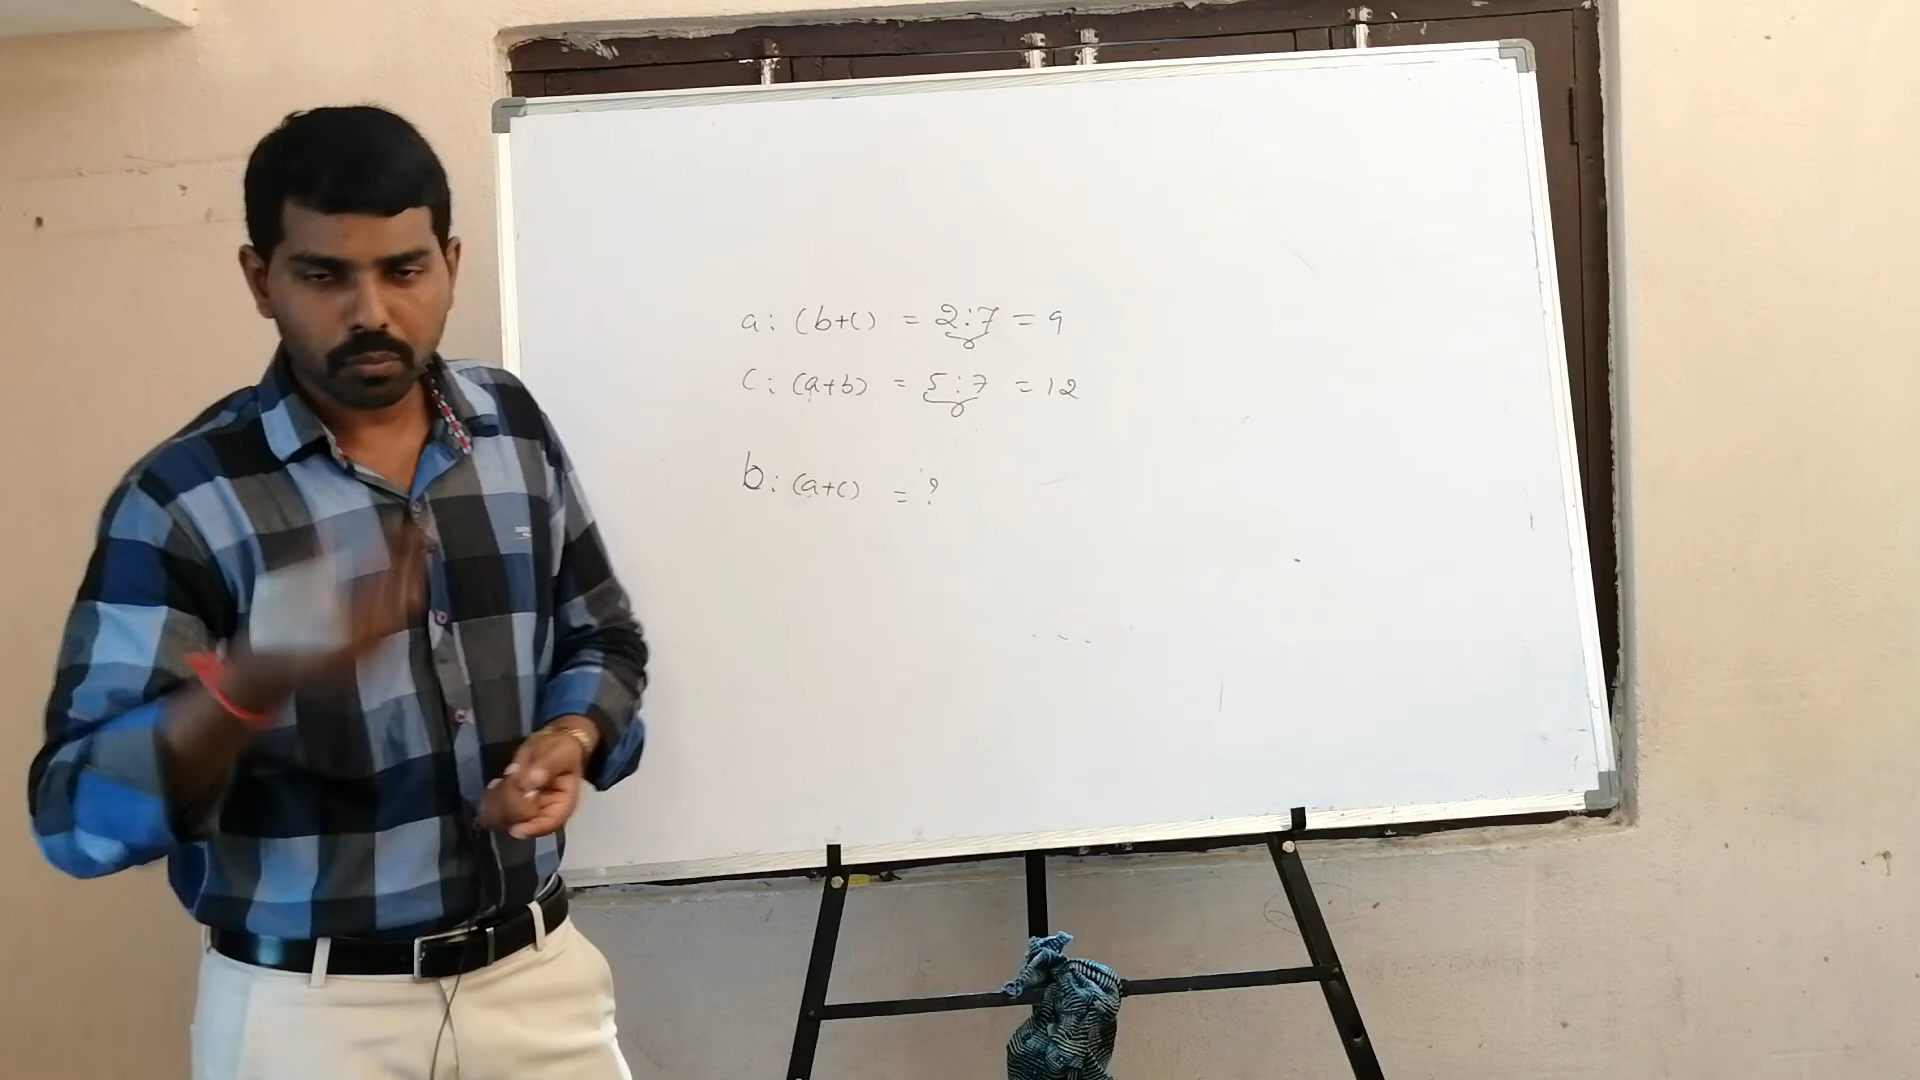 a : (b+c) = 2:7 = 9
c : (a+b) = 5:7 = 12
b : (a+c) = ?